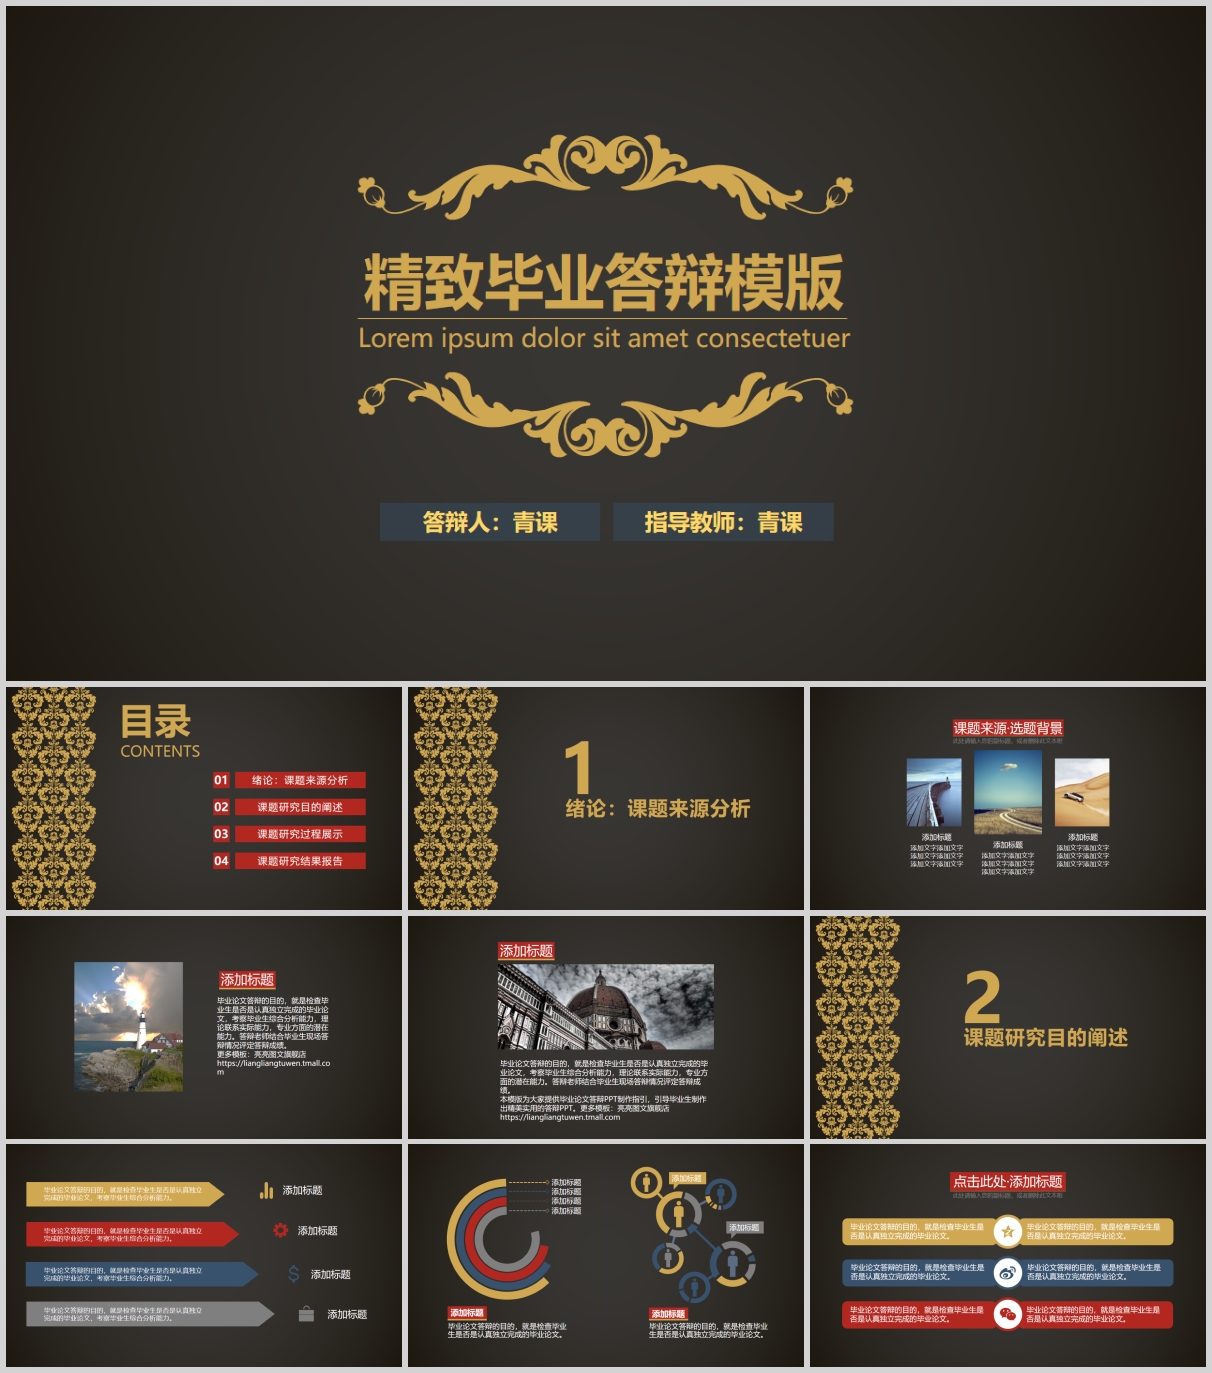 精致毕业答辩模版
Lorem ipsum dolor sit amet consectetuer
答辩人：青课
指导教师：青课
目录
CONTENTS
01 绪论：课题来源分析
02 课题研究目的阐述
03 课题研究过程展示
04 课题研究结果报告
1
绪论：课题来源分析
课题来源·选题背景
此处请输入您的副标题，或者删除此文本框
添加标题
添加文字添加文字
添加文字添加文字
添加文字添加文字
添加标题
添加文字添加文字
添加文字添加文字
添加文字添加文字
添加标题
添加文字添加文字
添加文字添加文字
添加文字添加文字
添加标题
毕业论文答辩的目的，就是检查毕
业生是否是认真独立完成的毕业论
文，考察毕业生综合分析能力，理
论联系实际能力，专业方面的潜在
能力。答辩老师结合毕业生现场答
辩情况评定答辩成绩。
更多模板：亮亮图文旗舰店
https://liangliangtuwen.tmall.co
m
添加标题
毕业论文答辩的目的，就是检查毕业生是否是认真独立完成的毕
业论文，考察毕业生综合分析能力，理论联系实际能力，专业方
面的潜在能力。答辩老师结合毕业生现场答辩情况评定答辩成
绩。
本模版为大家提供毕业论文答辩PPT制作指引，引导毕业生制作
出精美实用的答辩PPT。更多模板：亮亮图文旗舰店
https://liangliangtuwen.tmall.com
2
课题研究目的阐述
毕业论文答辩的目的，就是检查毕业生是否是认真独立
完成的毕业论文，考察毕业生综合分析能力。
添加标题
毕业论文答辩的目的，就是检查毕业生是否是认真独立
完成的毕业论文，考察毕业生综合分析能力。
添加标题
毕业论文答辩的目的，就是检查毕业生是否是认真独立
完成的毕业论文，考察毕业生综合分析能力。
添加标题
毕业论文答辩的目的，就是检查毕业生是否是认真独立
完成的毕业论文，考察毕业生综合分析能力。
添加标题
添加标题
添加标题
添加标题
添加标题
添加标题
毕业论文答辩的目的，就是检查毕业
生是否是认真独立完成的毕业论文。
添加标题
添加标题
添加标题
毕业论文答辩的目的，就是检查毕业
生是否是认真独立完成的毕业论文。
点击此处·添加标题
此处请输入您的副标题，或者删除此文本框
毕业论文答辩的目的，就是检查毕业生是
否是认真独立完成的毕业论文。
毕业论文答辩的目的，就是检查毕业生是
否是认真独立完成的毕业论文。
毕业论文答辩的目的，就是检查毕业生是
否是认真独立完成的毕业论文。
毕业论文答辩的目的，就是检查毕业生是
否是认真独立完成的毕业论文。
毕业论文答辩的目的，就是检查毕业生是
否是认真独立完成的毕业论文。
毕业论文答辩的目的，就是检查毕业生是
否是认真独立完成的毕业论文。